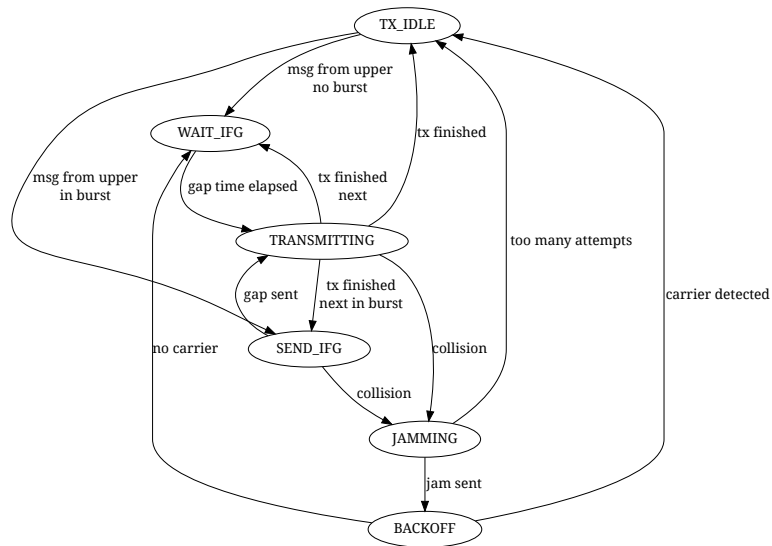 TX_IDLE
msg from upper
no burst
WAIT_IFG
tx finished
msg from upper
in burst
gap time elapsed
tx finished
next
TRANSMITTING
too many attempts
gap sent
tx finished
next in burst
carrier detected
SEND_IFG
no carrier
collision
collision
JAMMING
jam sent
BACKOFF